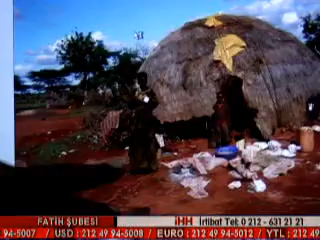 FATİH ŞUBESİ
İHH İrtibat Tel: 0 212 - 631 21 21
94-5007 / USD : 212 49 94-5008 / EURO : 212 49 94-5012 / YTL : 212 49